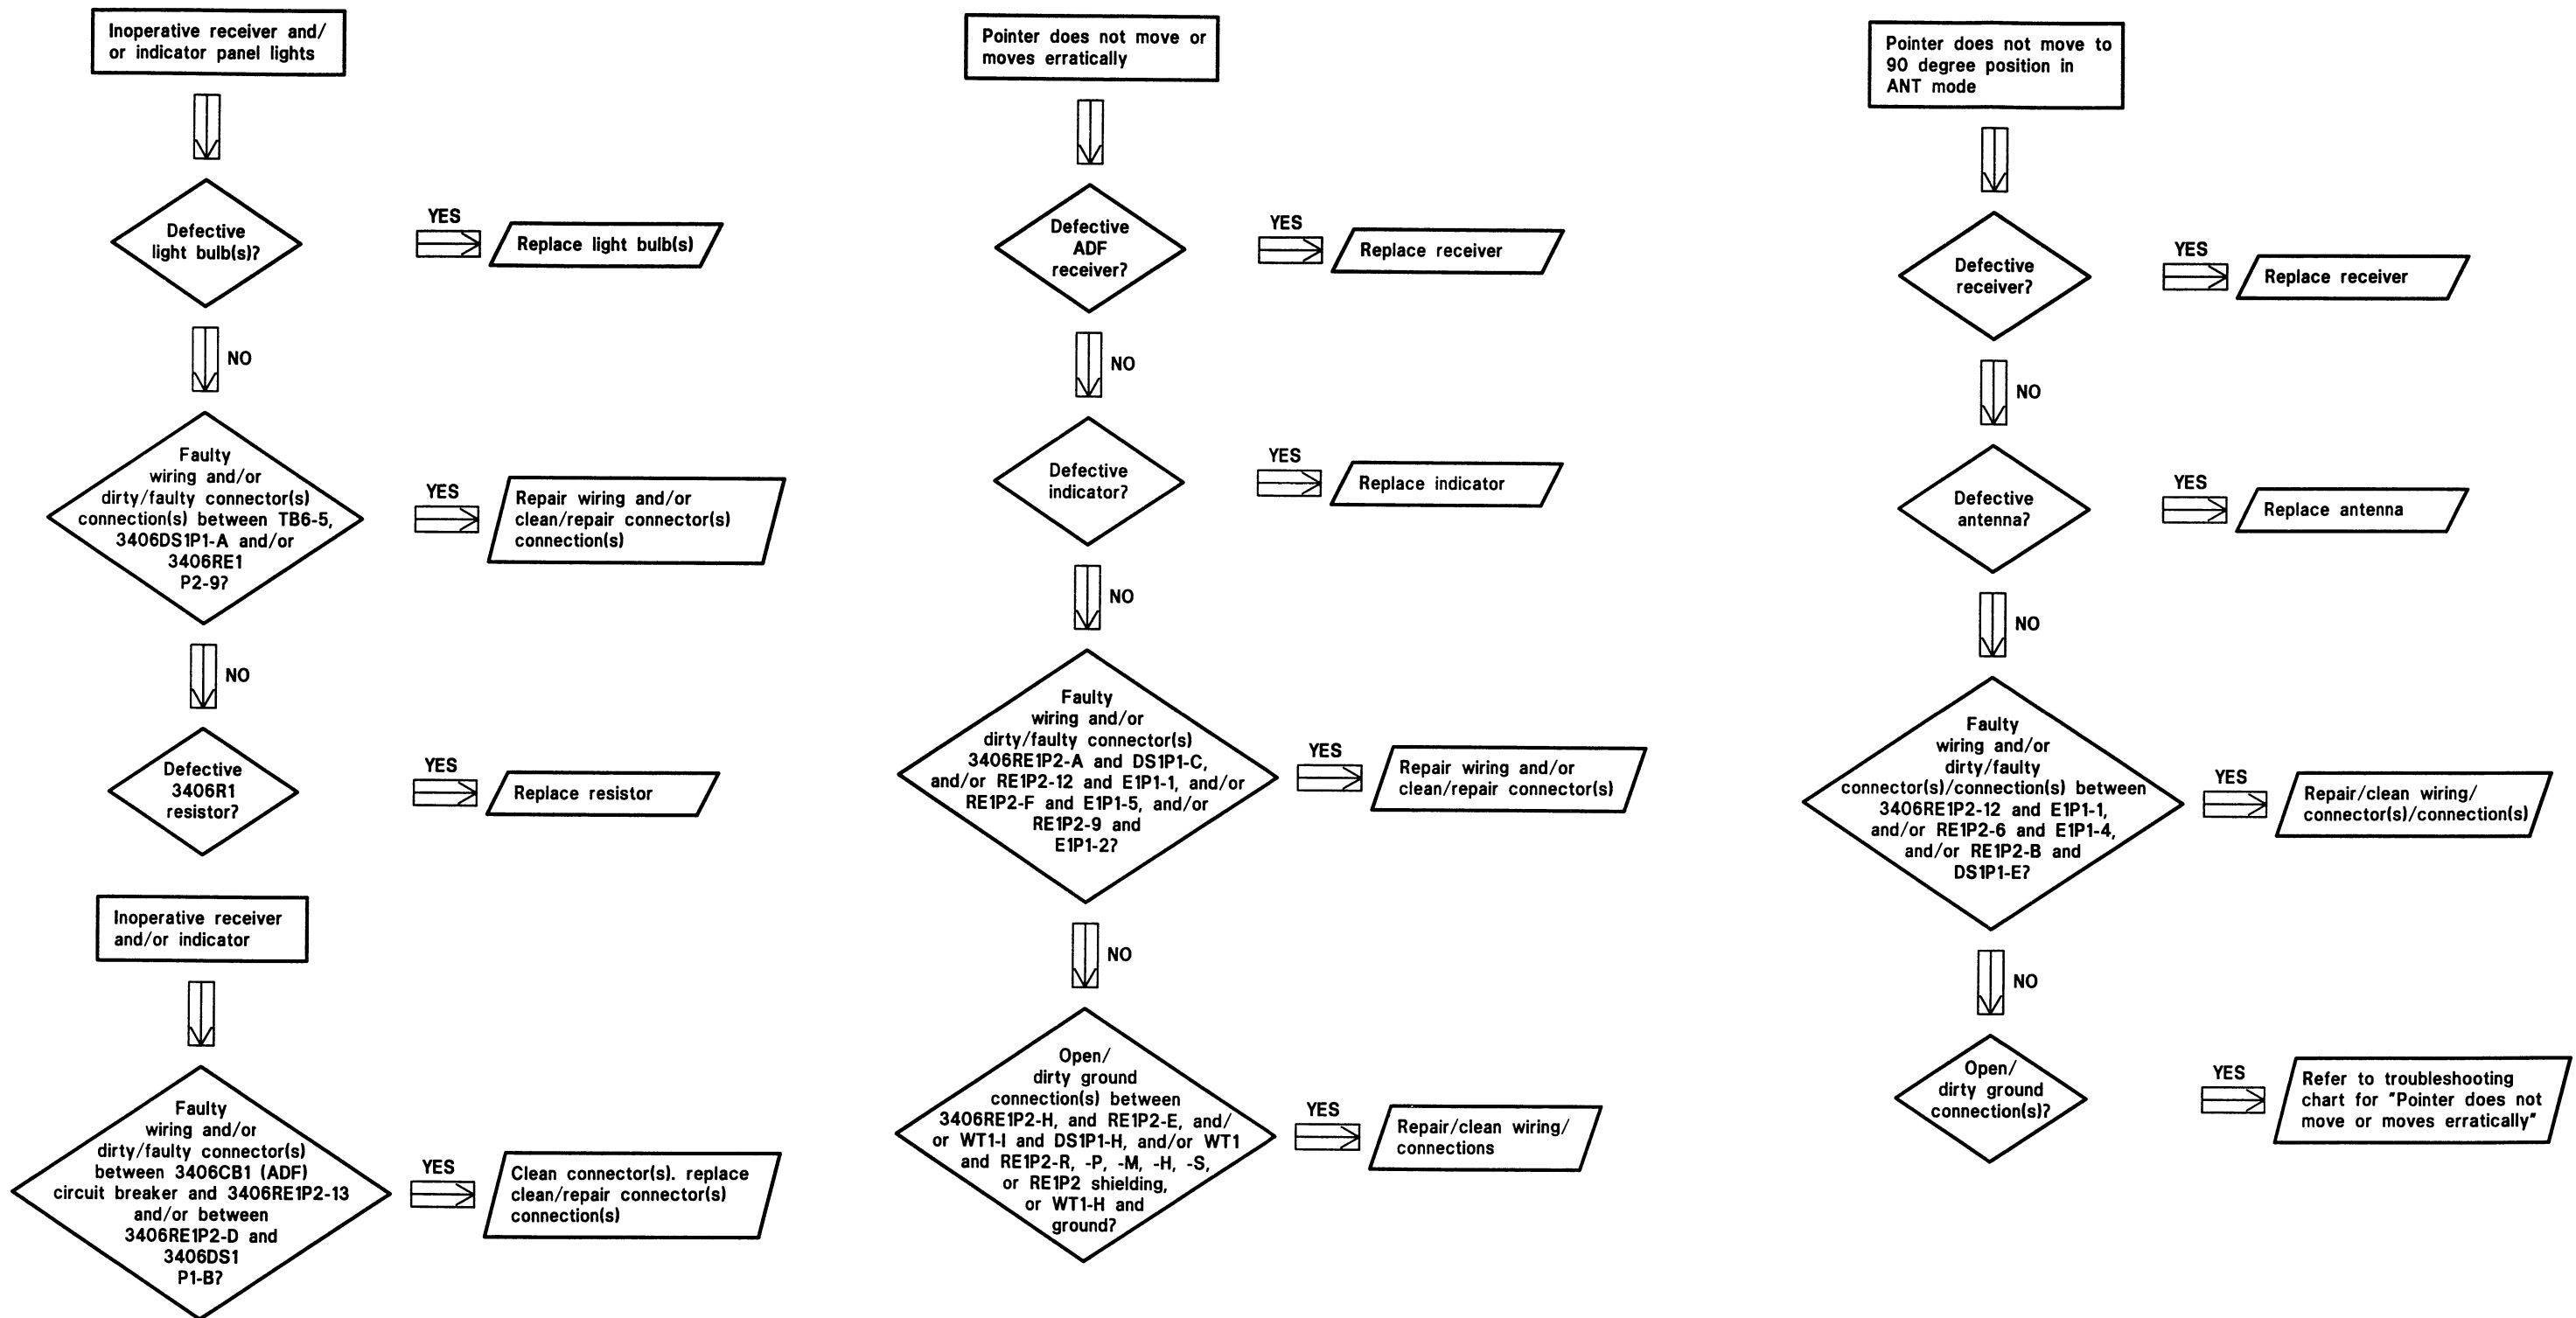 Inoperative receiver and/
or indicator panel lights
Defective
light bulb(s)?
YES
Replace light bulb(s)
NO
Faulty
wiring and/or
dirty/faulty connector(s)
connection(s) between TB6-5,
3406DS1P1-A and/or
3406RE1
P2-9?
YES
Repair wiring and/or
clean/repair connector(s)
connection(s)
NO
Defective
3406R1
resistor?
YES
Replace resistor
Inoperative receiver
and/or indicator
Faulty
wiring and/or
dirty/faulty connector(s)
between 3406CB1 (ADF)
circuit breaker and 3406RE1P2-13
and/or between
3406RE1P2-D and
3406DS1
P1-B?
YES
Clean connector(s). replace
clean/repair connector(s)
connection(s)
Pointer does not move or
moves erratically
Defective
ADF
receiver?
YES
Replace receiver
NO
Defective
indicator?
YES
Replace indicator
NO
Faulty
wiring and/or
dirty/faulty connector(s)
3406RE1P2-A and DS1P1-C,
and/or RE1P2-12 and E1P1-1, and/or
RE1P2-F and E1P1-5, and/or
RE1P2-9 and
E1P1-2?
YES
Repair wiring and/or
clean/repair connector(s)
NO
Open/
dirty ground
connection(s) between
3406RE1P2-H, and RE1P2-E, and/
or WT1-I and DS1P1-H, and/or WT1
and RE1P2-R, -P, -M, -H, -S,
or RE1P2 shielding,
or WT1-H and
ground?
YES
Repair/clean wiring/
connections
Pointer does not move to
90 degree position in
ANT mode
Defective
receiver?
YES
Replace receiver
NO
Defective
antenna?
YES
Replace antenna
NO
Faulty
wiring and/or
dirty/faulty
connector(s)/connection(s) between
3406RE1P2-12 and E1P1-1,
and/or RE1P2-6 and E1P1-4,
and/or RE1P2-B and
DS1P1-E?
YES
Repair/clean wiring/
connector(s)/connection(s)
NO
Open/
dirty ground
connection(s)?
YES
Refer to troubleshooting
chart for "Pointer does not
move or moves erratically"